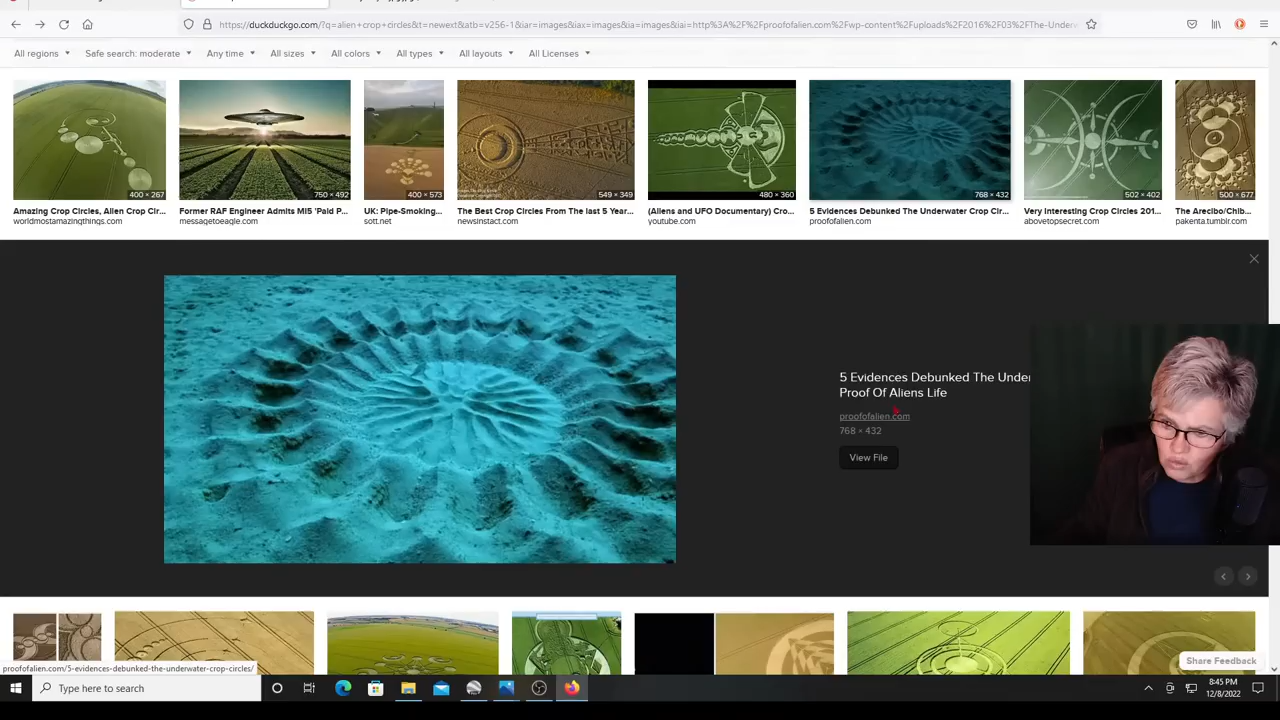 https://duckduckgo.com/?q=alien+crop+circles&t=newext&atb=v256-1&iar=images&iax=images&ia=images&iai=http%3A%2F%2Fproofofalien.com%2Fwp-content%2Fuploads%2F2016%2F03%2FThe-Underw
All regions Safe search: moderate Any time All sizes All colors All types All layouts All Licenses
400 × 267 750 × 492 400 × 573 549 × 349 480 × 360 768 × 432 502 × 402 500 × 677
Amazing Crop Circles, Alien Crop Cir... Former RAF Engineer Admits MI5 'Paid P... UK: Pipe-Smoking... The Best Crop Circles From The last 5 Year... (Aliens and UFO Documentary) Cro... 5 Evidences Debunked The Underwater Crop Cir... Very Interesting Crop Circles 201... The Arecibo/Chilb...
worldmostamazingthings.com messagetoeagle.com sott.net newsinstact.com youtube.com proofofalien.com abovetopsecret.com pakenta.tumblr.com
5 Evidences Debunked The Under
Proof Of Aliens Life
proofofalien.com
768 × 432
View File
Share Feedback
proofofalien.com/5-evidences-debunked-the-underwater-crop-circles/
Type here to search
8:45 PM
12/8/2022